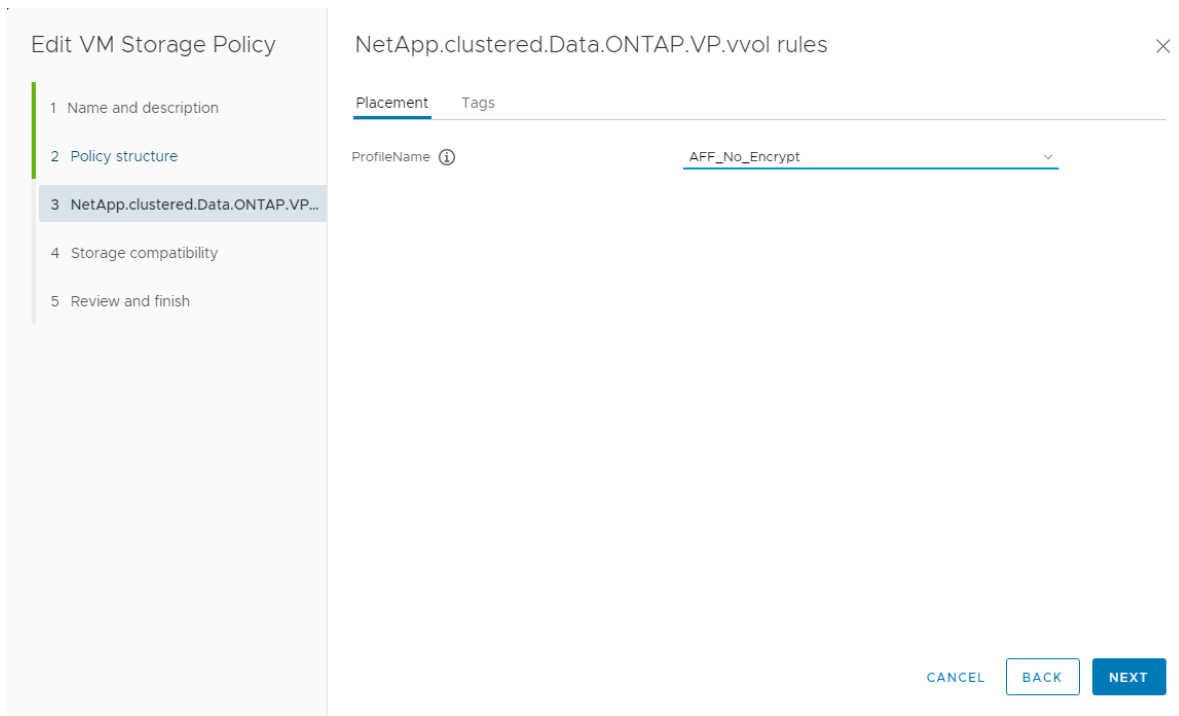 Edit VM Storage Policy
1 Name and description
2 Policy structure
3 NetApp.clustered.Data.ONTAP.VP...
4 Storage compatibility
5 Review and finish
NetApp.clustered.Data.ONTAP.VP.vvol rules
Placement Tags
ProfileName AFF_No_Encrypt
CANCEL BACK NEXT